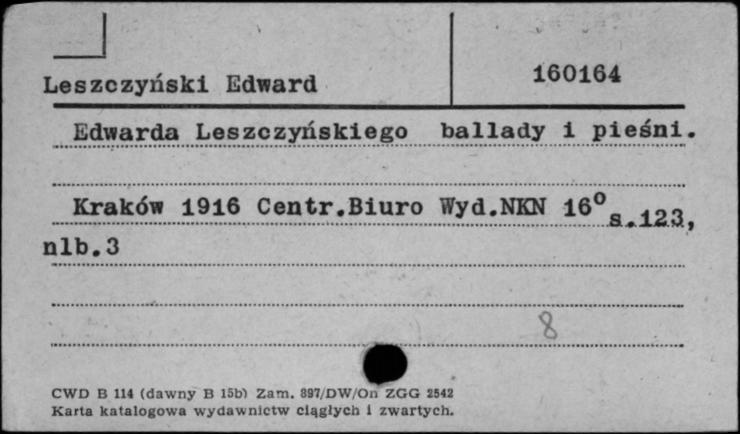 Leszczyński Edward
160164
Edwarda Leszczyńskiego ballady i pieśni.
Kraków 1916 Centr.Biuro Wyd.NKN 16⁰ s.123,
nlb.3
8
CWD B 114 (dawny B 15b) Zam. 897/DW/On ZGG 2542
Karta katalogowa wydawnictw ciągłych i zwartych.